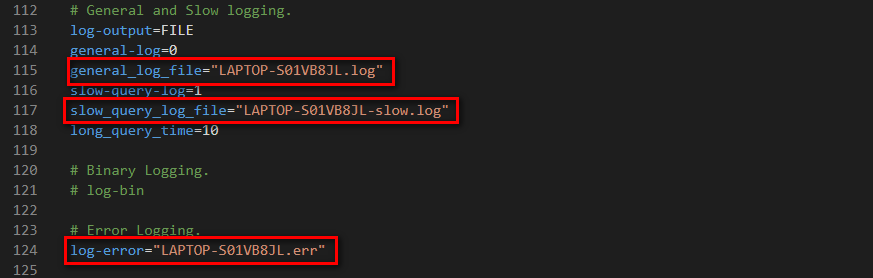 112 # General and Slow logging.
113 log-output=FILE
114 general-log=0
115 general_log_file="LAPTOP-S01VB8JL.log"
116 slow-query-log=1
117 slow_query_log_file="LAPTOP-S01VB8JL-slow.log"
118 long_query_time=10
119
120 # Binary Logging.
121 # log-bin
122
123 # Error Logging.
124 log-error="LAPTOP-S01VB8JL.err"
125